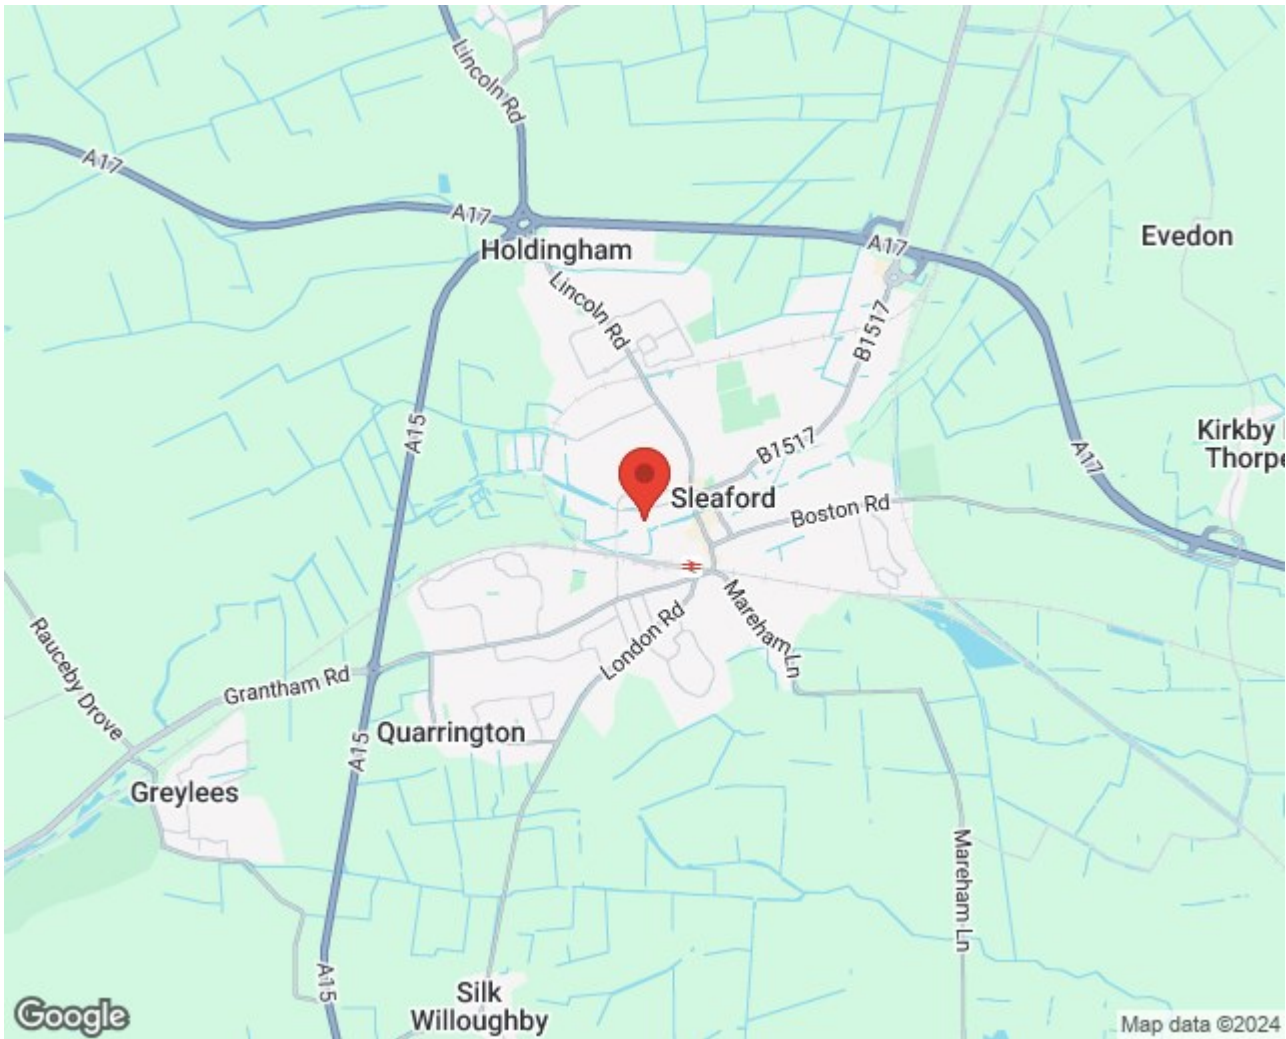 Lincoln Rd
A17
A17
Holdingham
A17
Evedon
Lincoln Rd
B1517
A15
Kirkby
Thorpe
A17
B1517
Sleaford
Boston Rd
Mareham Ln
London Rd
Rauceby Drove
Grantham Rd
Quarrington
A15
Greylees
Mareham Ln
A15
Silk
Willoughby
Google
Map data ©2024